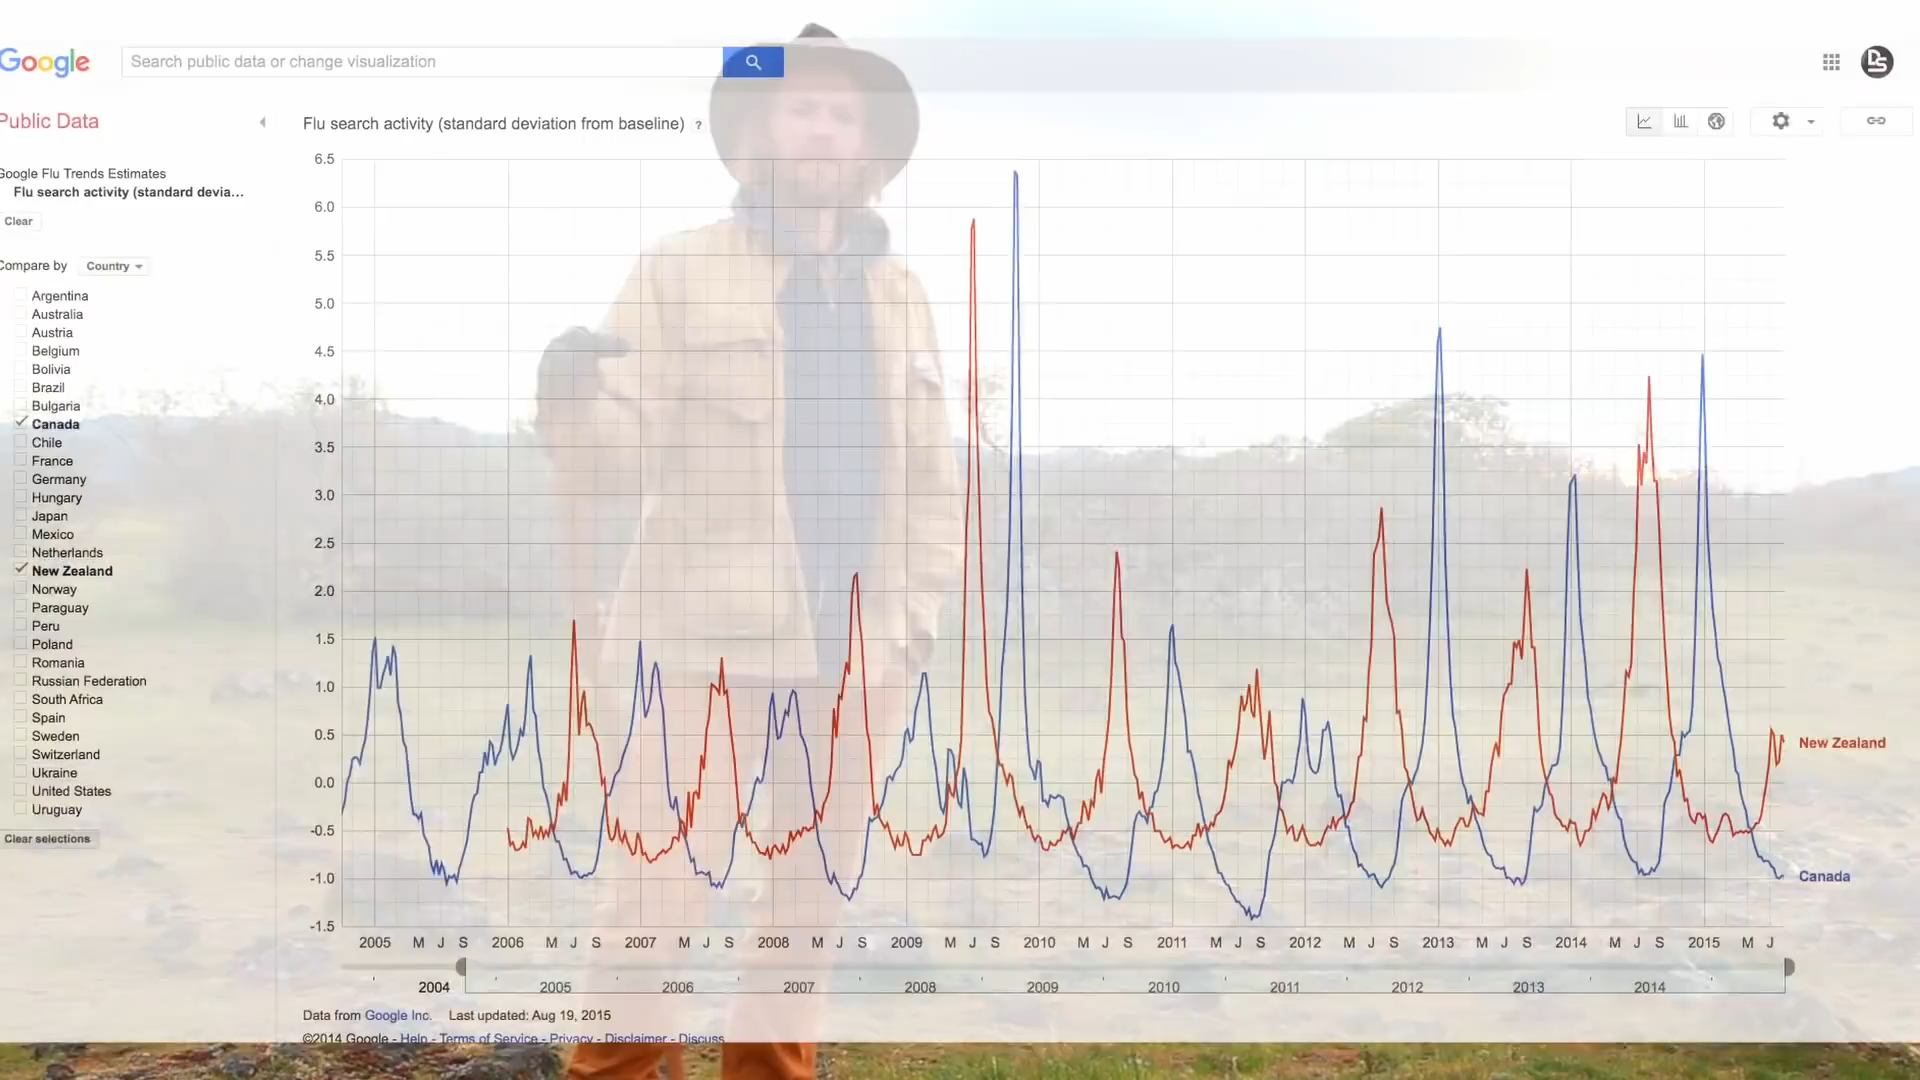 Google
Search public data or change visualization
DS
Public Data
Flu search activity (standard deviation from baseline) ?
Google Flu Trends Estimates
Flu search activity (standard devia...
Clear
Compare by Country
Argentina
Australia
Austria
Belgium
Bolivia
Brazil
Bulgaria
Canada
Chile
France
Germany
Hungary
Japan
Mexico
Netherlands
New Zealand
Norway
Paraguay
Peru
Poland
Romania
Russian Federation
South Africa
Spain
Sweden
Switzerland
Ukraine
United States
Uruguay
Clear selections
6.5
6.0
5.5
5.0
4.5
4.0
3.5
3.0
2.5
2.0
1.5
1.0
0.5
0.0
-0.5
-1.0
-1.5
New Zealand
Canada
2005 M J S 2006 M J S 2007 M J S 2008 M J S 2009 M J S 2010 M J S 2011 M J S 2012 M J S 2013 M J S 2014 M J S 2015 M J
2004 2005 2006 2007 2008 2009 2010 2011 2012 2013 2014
Data from Google Inc. Last updated: Aug 19, 2015
©2014 Google - Help - Terms of Service - Privacy - Disclaimer - Discuss